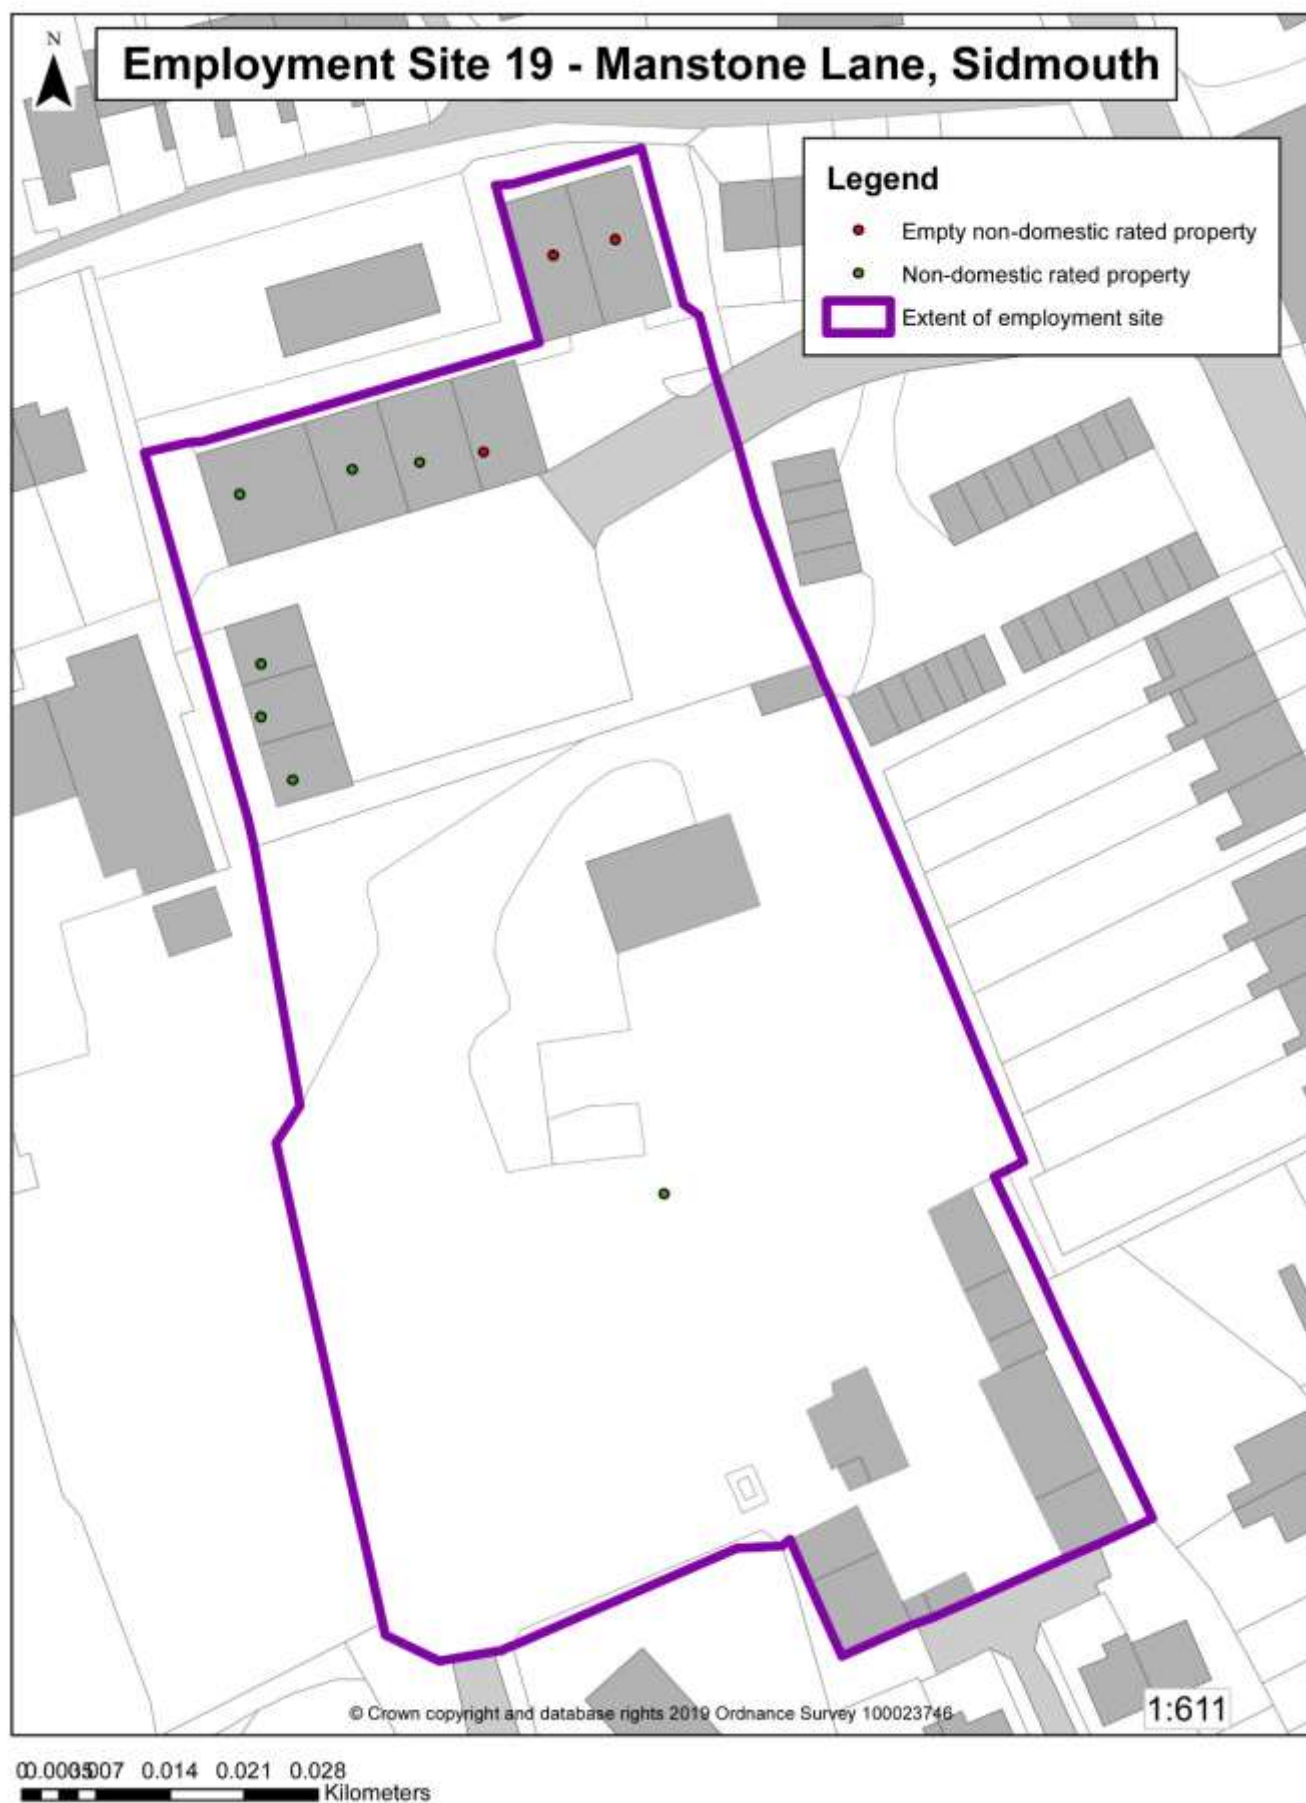 N
Employment Site 19 - Manstone Lane, Sidmouth
Legend
Empty non-domestic rated property
Non-domestic rated property
Extent of employment site
© Crown copyright and database rights 2019 Ordnance Survey 100023746
1:611
0.014 0.021 0.028
Kilometers